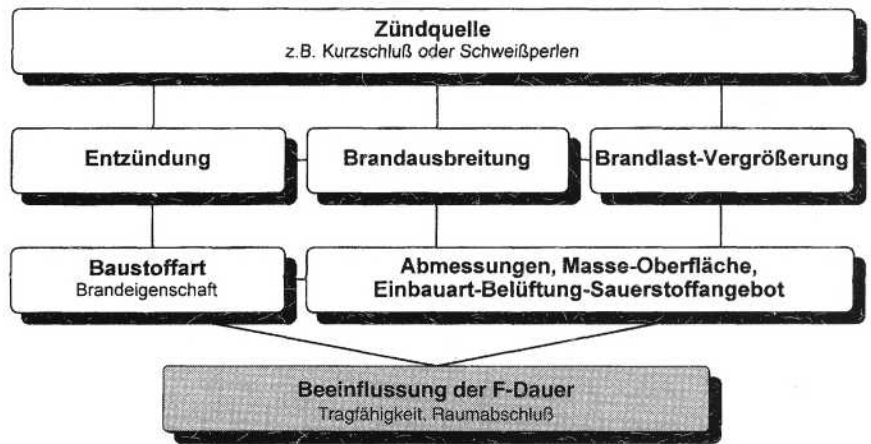 Zündquelle
z.B. Kurzschluß oder Schweißperlen
Entzündung
Brandausbreitung
Brandlast-Vergrößerung
Baustoffart
Brandeigenschaft
Abmessungen, Masse-Oberfläche,
Einbauart-Belüftung-Sauerstoffangebot
Beeinflussung der F-Dauer
Tragfähigkeit. Raumabschluß